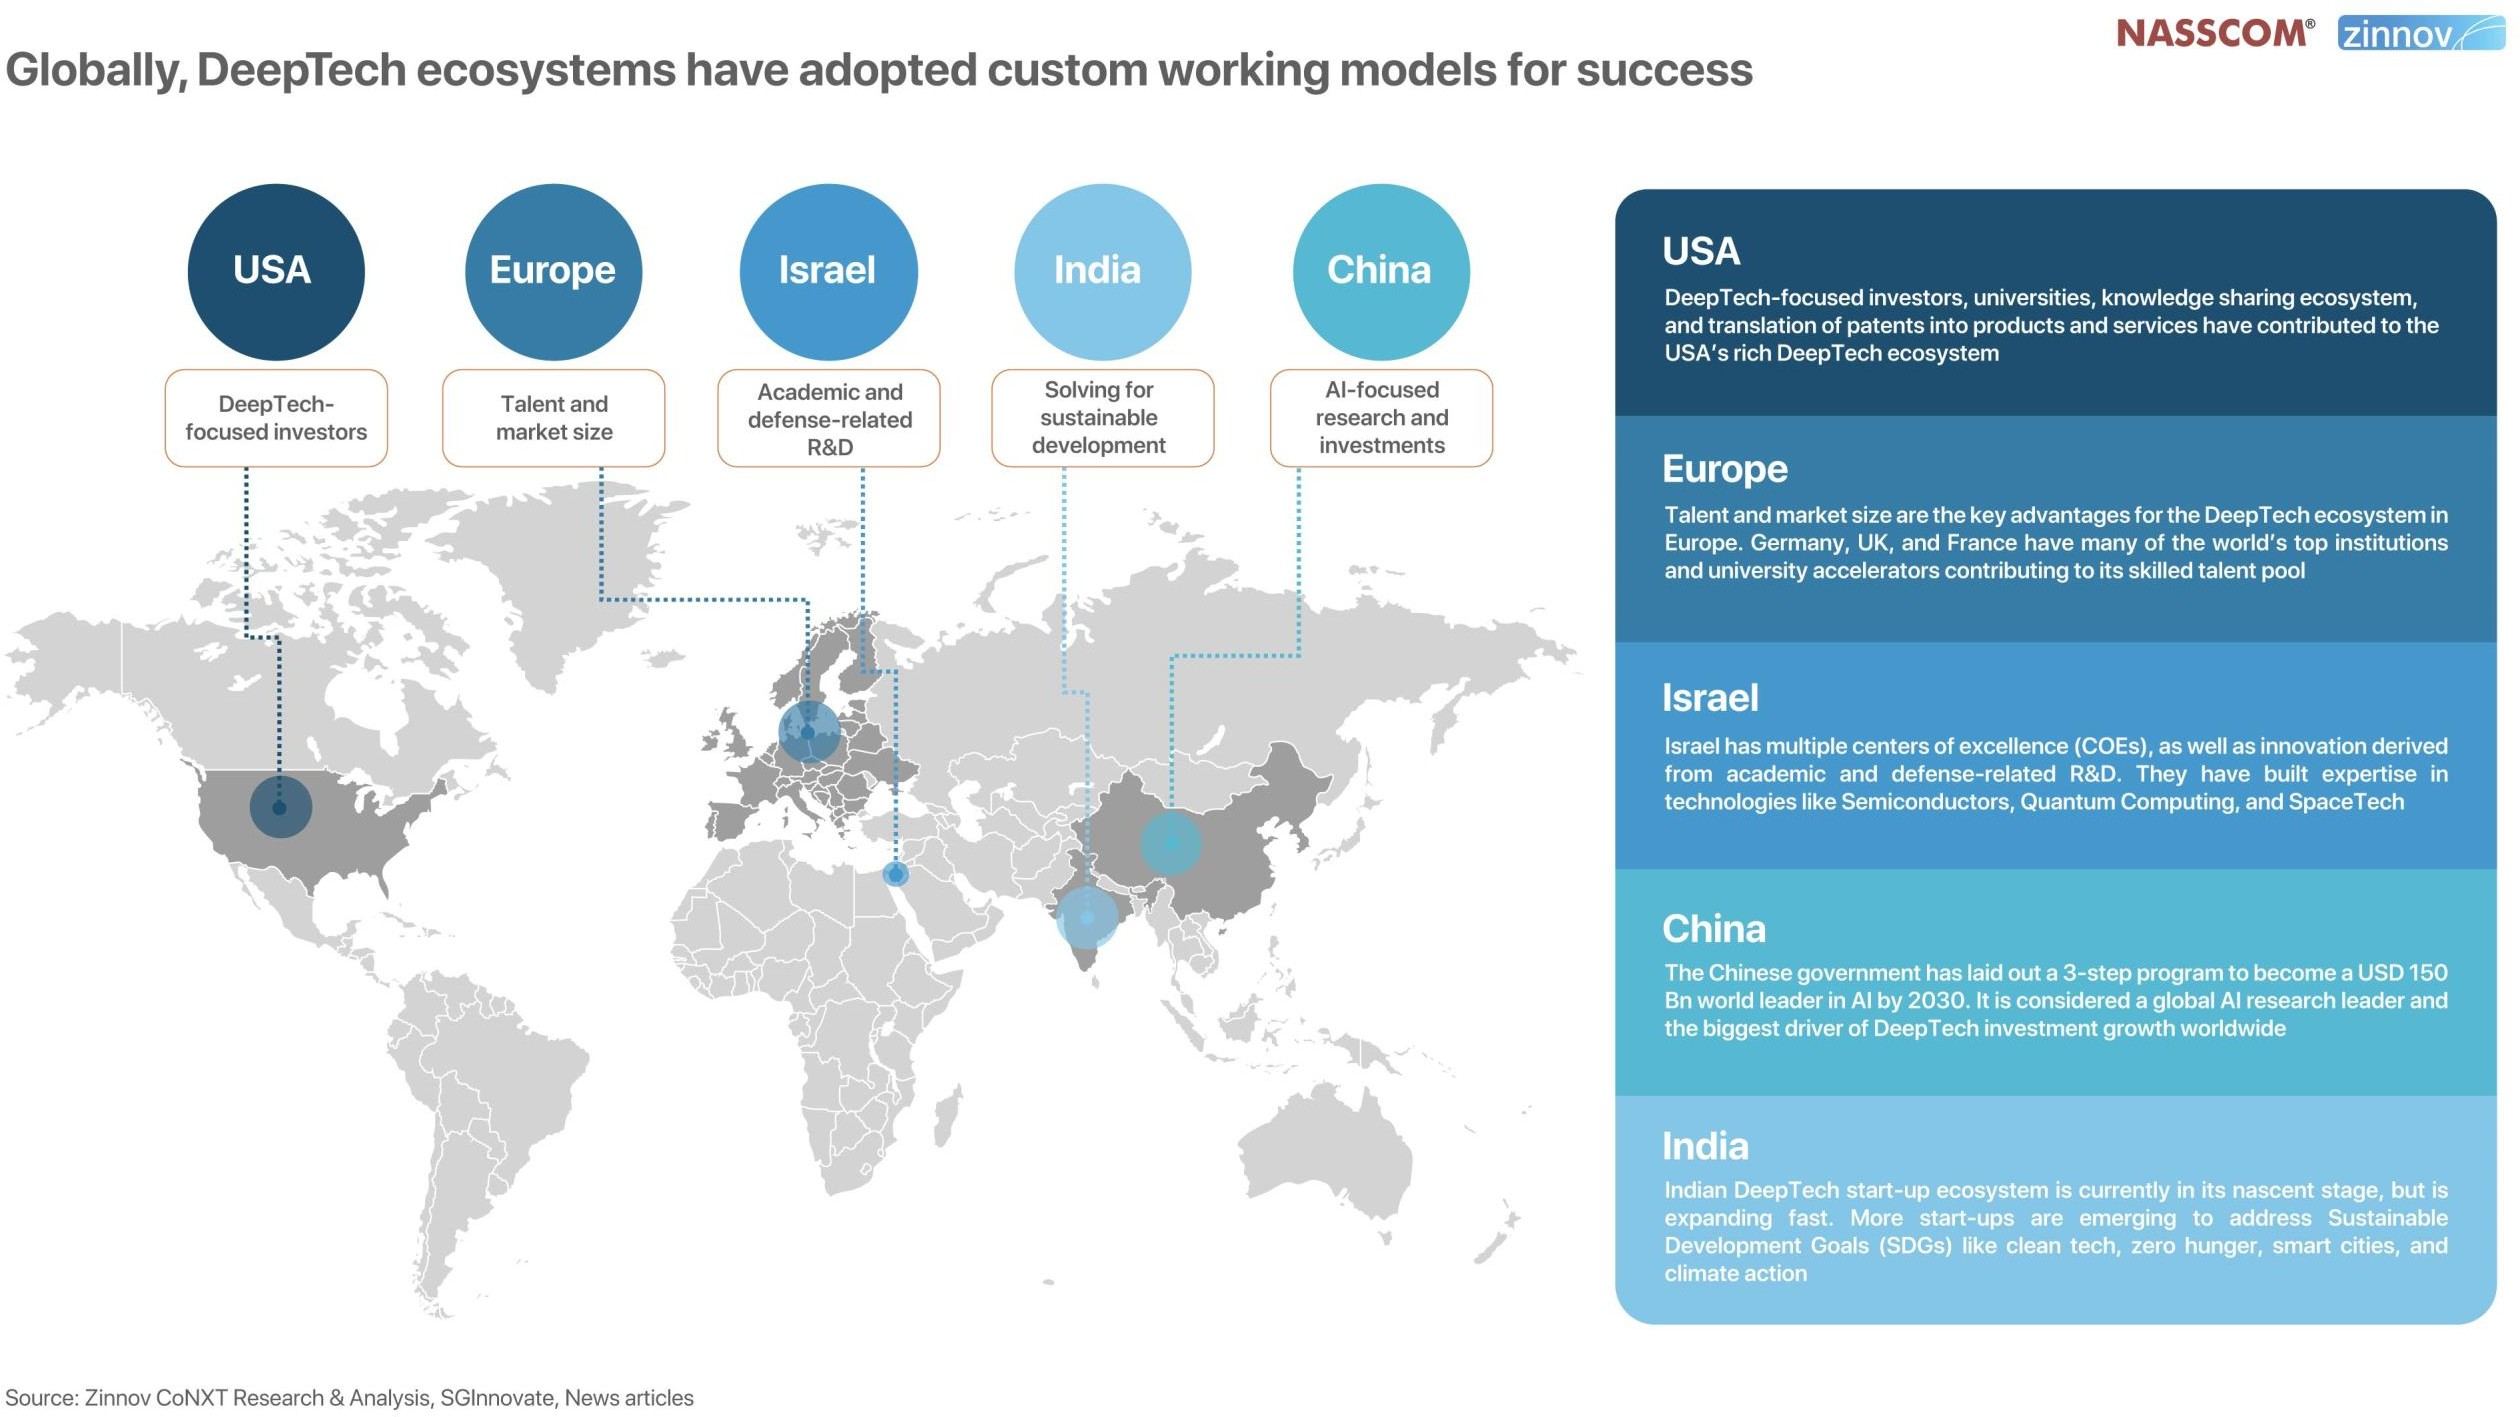 NASSCOM®
zinnov
Globally, DeepTech ecosystems have adopted custom working models for success
USA
Europe
Israel
India
China
DeepTech-
focused investors
Talent and
market size
Academic and
defense-related
R&D
Solving for
sustainable
development
AI-focused
research and
investments
USA
DeepTech-focused investors, universities, knowledge sharing ecosystem,
and translation of patents into products and services have contributed to the
USA's rich DeepTech ecosystem
Europe
Talent and market size are the key advantages for the DeepTech ecosystem in
Europe. Germany, UK, and France have many of the world's top institutions
and university accelerators contributing to its skilled talent pool
Israel
Israel has multiple centers of excellence (COEs), as well as innovation derived
from academic and defense-related R&D. They have built expertise in
technologies like Semiconductors, Quantum Computing, and SpaceTech
China
The Chinese government has laid out a 3-step program to become a USD 150
Bn world leader in AI by 2030. It is considered a global AI research leader and
the biggest driver of DeepTech investment growth worldwide
India
Indian DeepTech start-up ecosystem is currently in its nascent stage, but is
expanding fast. More start-ups are emerging to address Sustainable
Development Goals (SDGs) like clean tech, zero hunger, smart cities, and
climate action
Source: Zinnov CoNXT Research & Analysis, SGInnovate, News articles